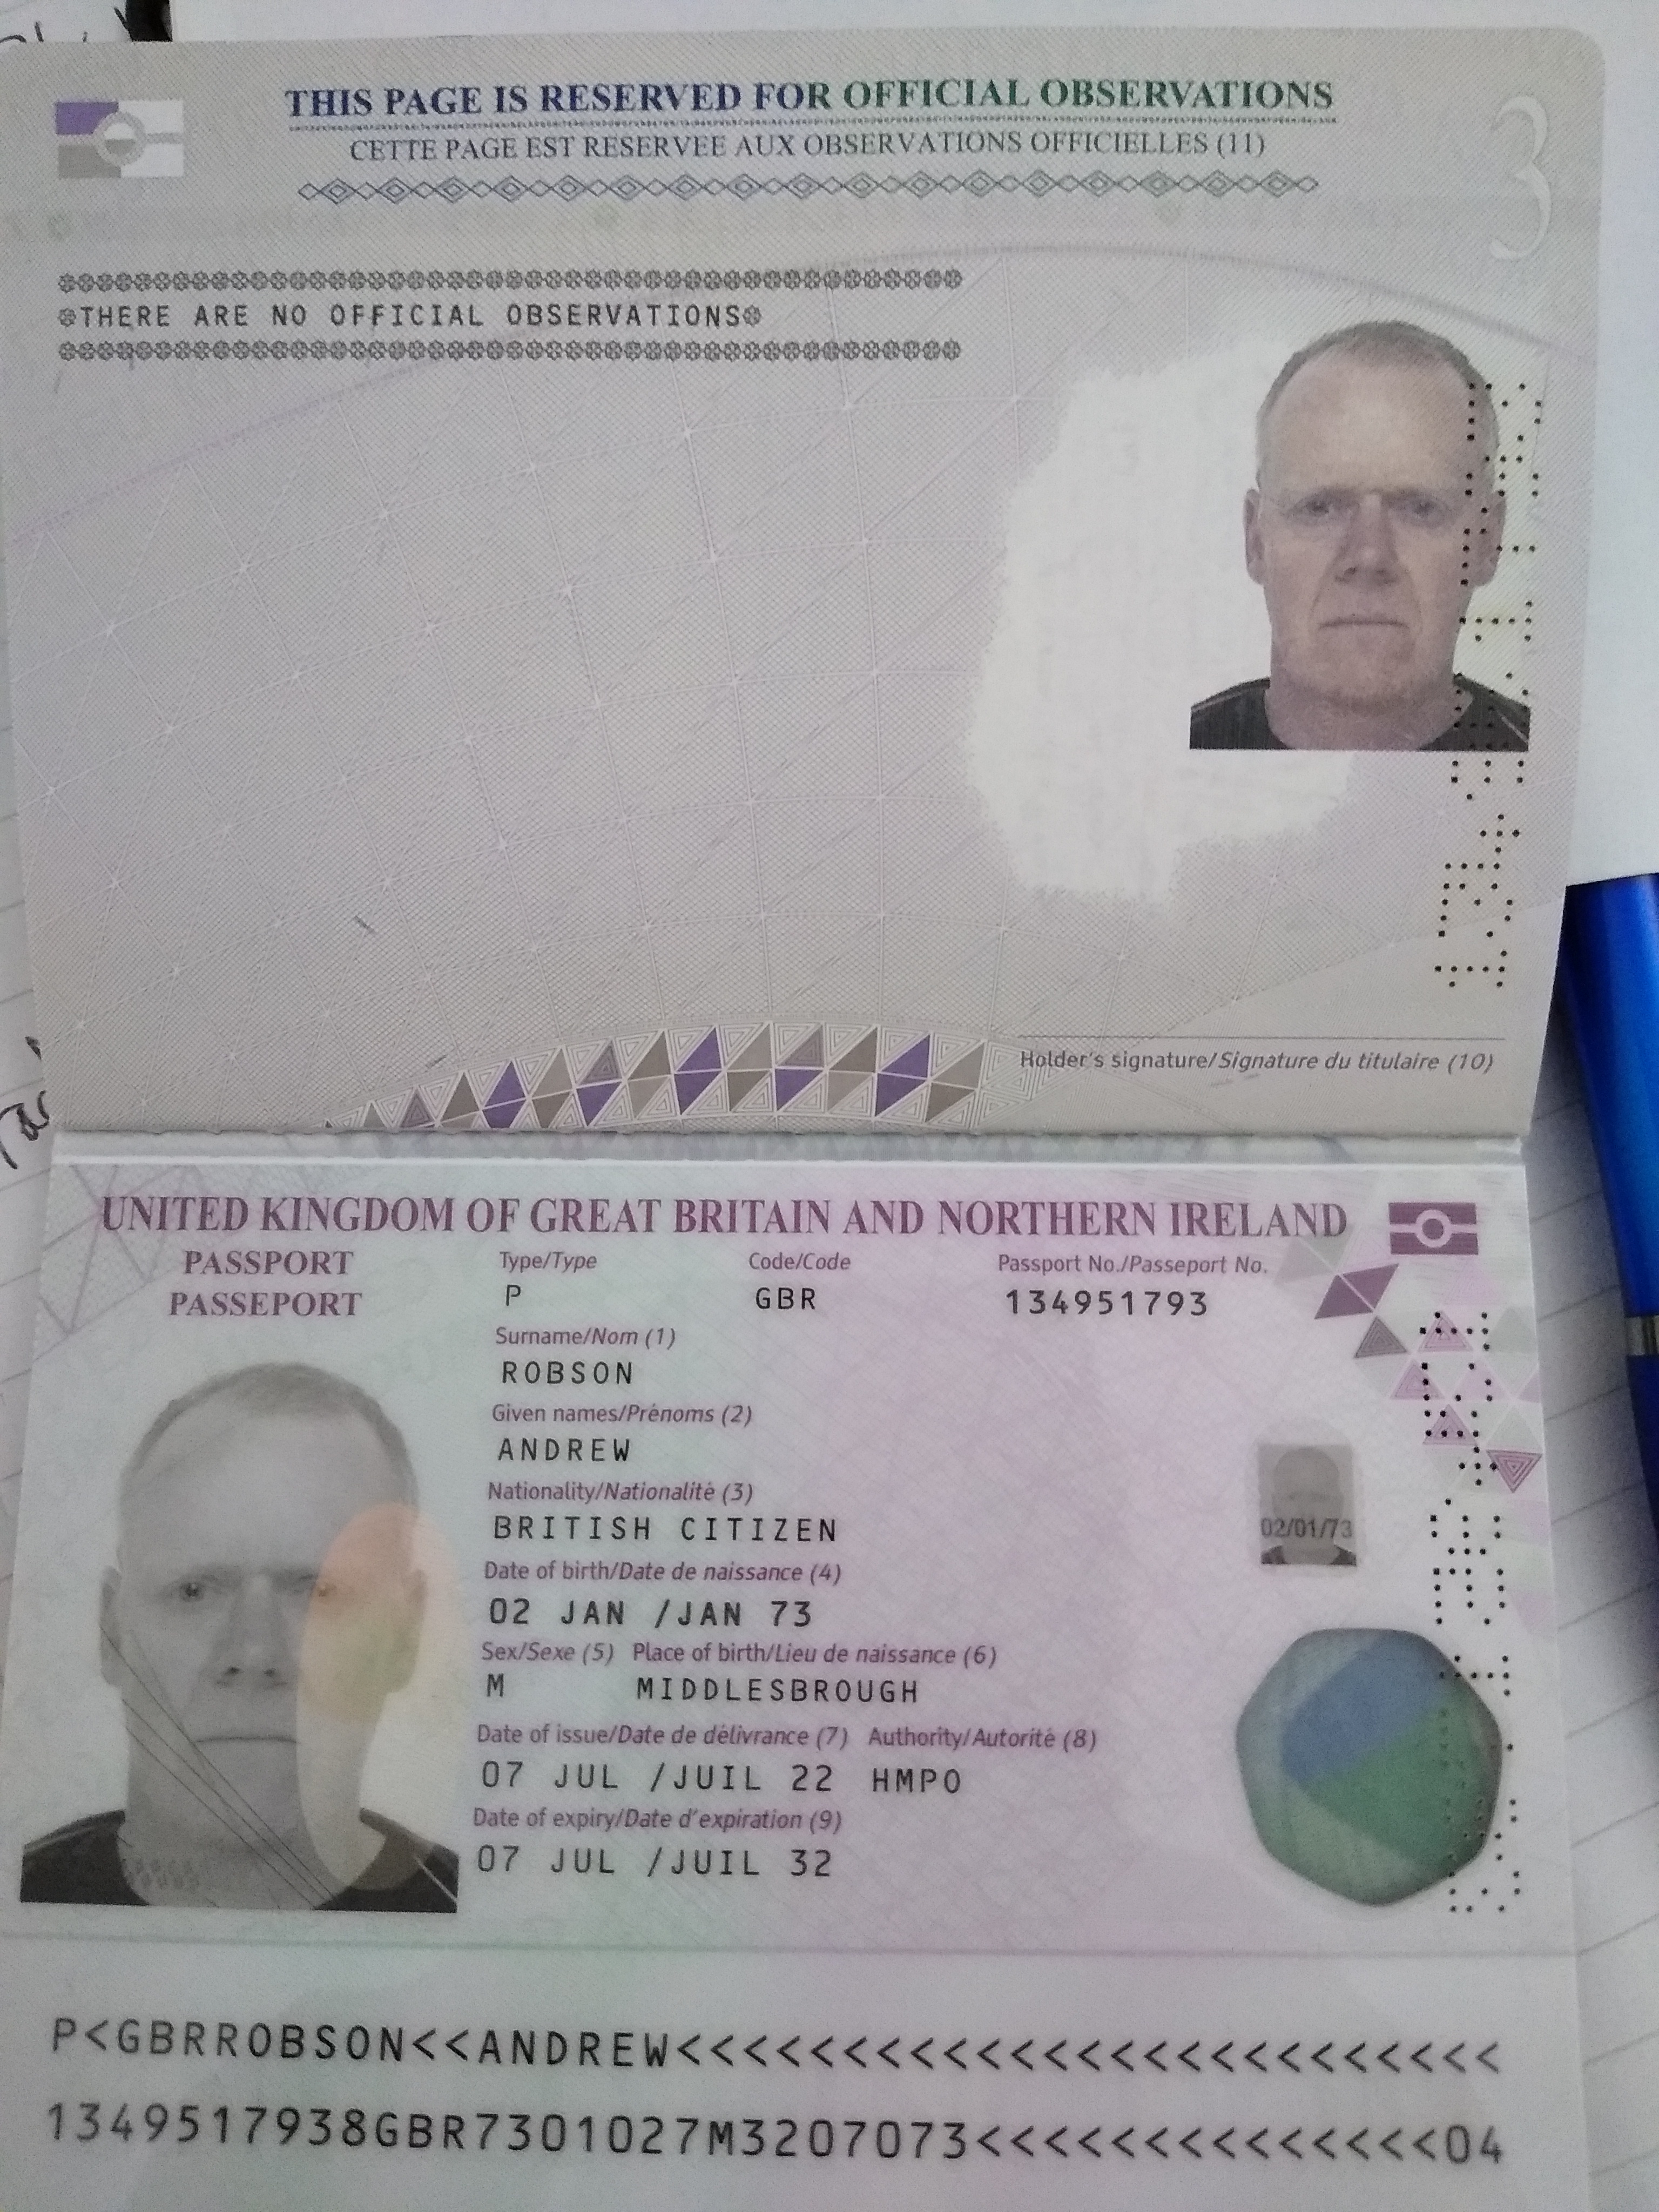 THIS PAGE IS RESERVED FOR OFFICIAL OBSERVATIONS
CETTE PAGE EST RESERVEE AUX OBSERVATIONS OFFICIELLES (11)
3
THERE ARE NO OFFICIAL OBSERVATIONS
Holder's signature/Signature du titulaire (10)
UNITED KINGDOM OF GREAT BRITAIN AND NORTHERN IRELAND
PASSPORT Type/Type Code/Code Passport No./Passeport No.
PASSEPORT P GBR 134951793
Surname/Nom (1)
ROBSON
Given names/Prénoms (2)
ANDREW
Nationality/Nationalité (3)
BRITISH CITIZEN
02/01/73
Date of birth/Date de naissance (4)
02 JAN /JAN 73
Sex/Sexe (5) Place of birth/Lieu de naissance (6)
M MIDDLESBROUGH
Date of issue/Date de délivrance (7) Authority/Autorité (8)
07 JUL /JUIL 22 HMPO
Date of expiry/Date d'expiration (9)
07 JUL /JUIL 32
P<GBRROBSON<<ANDREW<<<<<<<<<<<<<<<<<<<<<<<<<
1349517938GBR7301027M3207073<<<<<<<<<<<<<<04